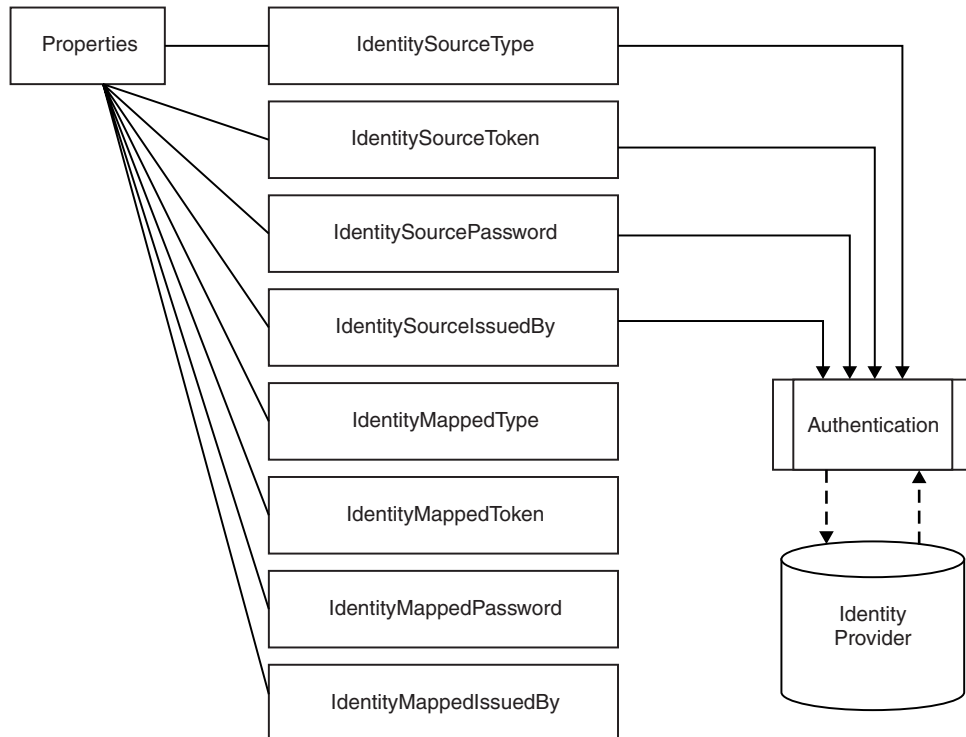 Properties
IdentitySourceType
IdentitySourceToken
IdentitySourcePassword
IdentitySourceIssuedBy
IdentityMappedType
IdentityMappedToken
IdentityMappedPassword
IdentityMappedIssuedBy
Authentication
Identity
Provider